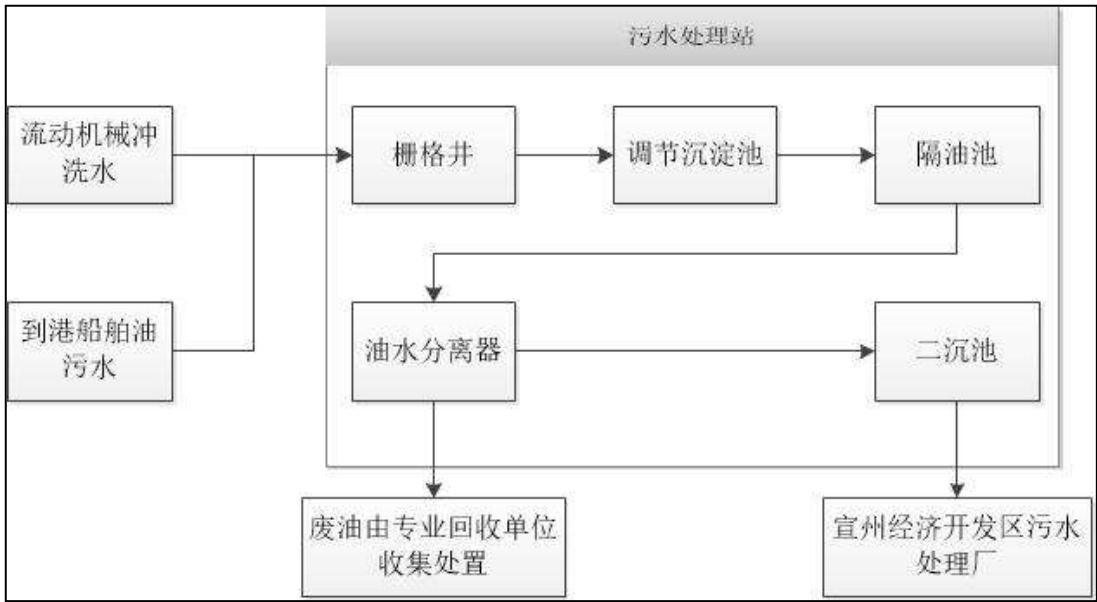 污水处理站
流动机械冲
洗水
栅格井
调节沉淀池
隔油池
到港船舶油
污水
油水分离器
二沉池
废油由专业回收单位
收集处置
宣州经济开发区污水
处理厂